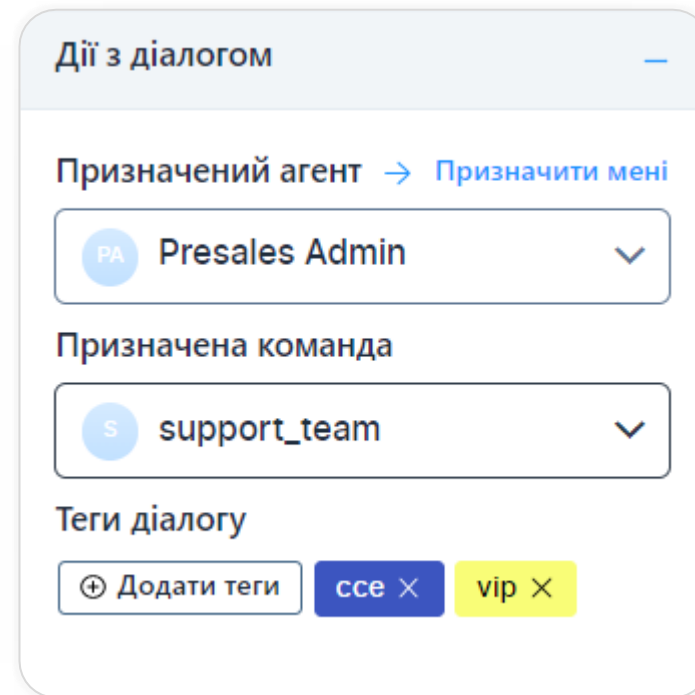 Дії з діалогом
Призначений агент → Призначити мені
PA Presales Admin
Призначена команда
S support_team
Теги діалогу
Додати теги cce × vip ×